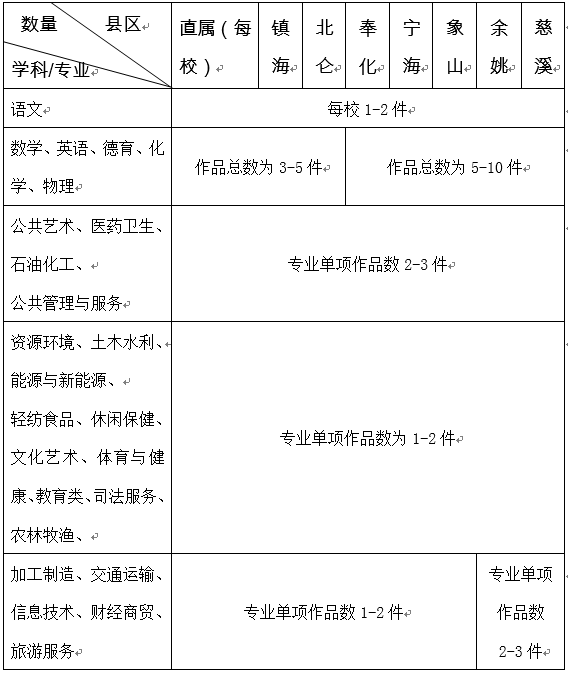 数量 县区
学科/专业
直属（每
校）
镇
海
北
仑
奉
化
宁
海
象
山
余
姚
慈
溪
语文
每校 1-2 件
数学、英语、德育、化
学、物理
作品总数为 3-5 件
作品总数为 5-10 件
公共艺术、医药卫生、
石油化工、
公共管理与服务
专业单项作品数 2-3 件
资源环境、土木水利、
能源与新能源、
轻纺食品、休闲保健、
文化艺术、体育与健
康、教育类、司法服务、
农林牧渔、
专业单项作品数为 1-2 件
加工制造、交通运输、
信息技术、财经商贸、
旅游服务
专业单项作品数 1-2 件
专业单项
作品数
2-3 件